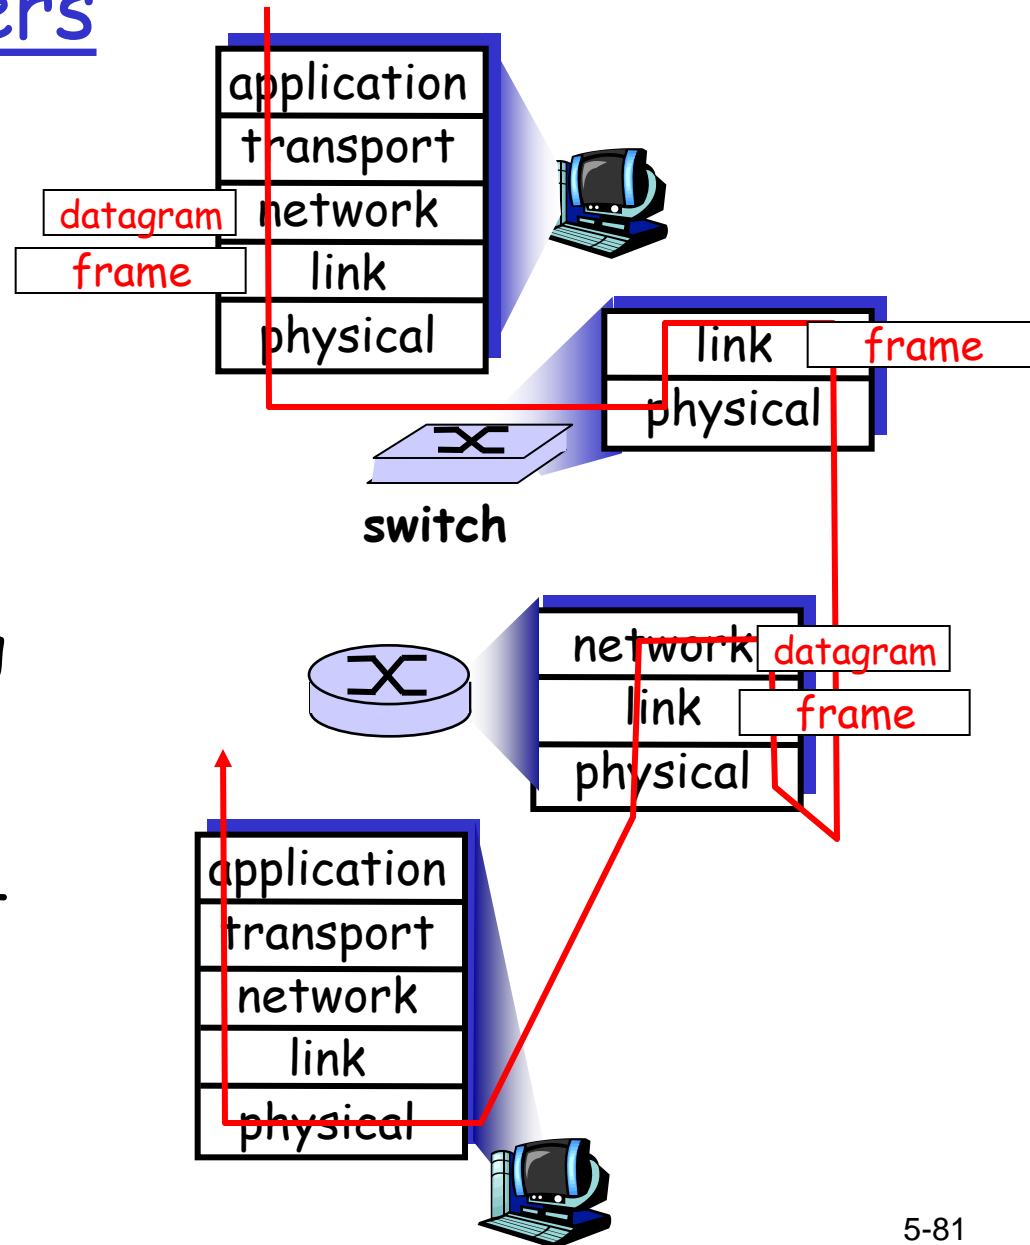 ers
application
transport
datagram
network
frame
link
physical
link
frame
physical
switch
network
datagram
link
frame
physical
application
transport
network
link
physical
5-81